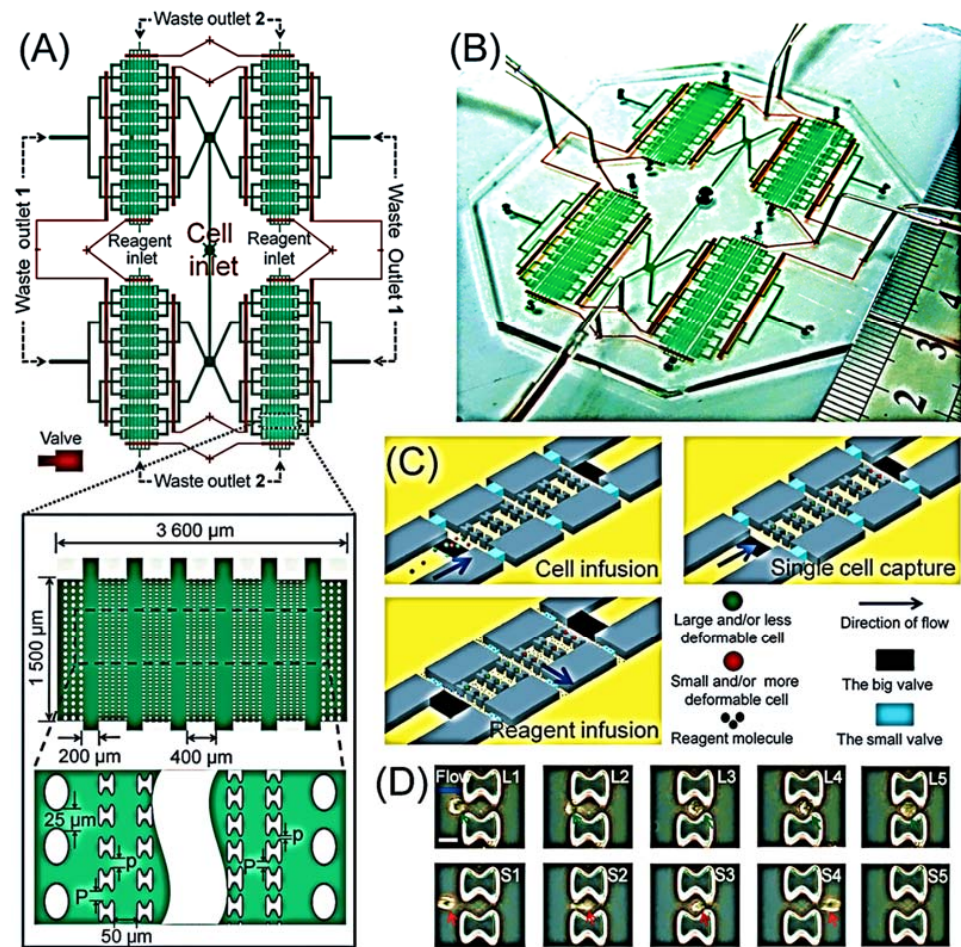 (A)
Waste outlet 2
Waste outlet 1
Waste Outlet 1
Reagent
inlet
Cell
inlet
Reagent
inlet
Valve
Waste outlet 2
3 600 µm
1 500 µm
200 µm
400 µm
25 µm
p
p
P
P
50 µm
(B)
4
3
2
(C)
Cell infusion
Single cell capture
Reagent infusion
Large and/or less
deformable cell
Direction of flow
Small and/or more
deformable cell
The big valve
Reagent molecule
The small valve
(D)
Flow
L1
L2
L3
L4
L5
S1
S2
S3
S4
S5